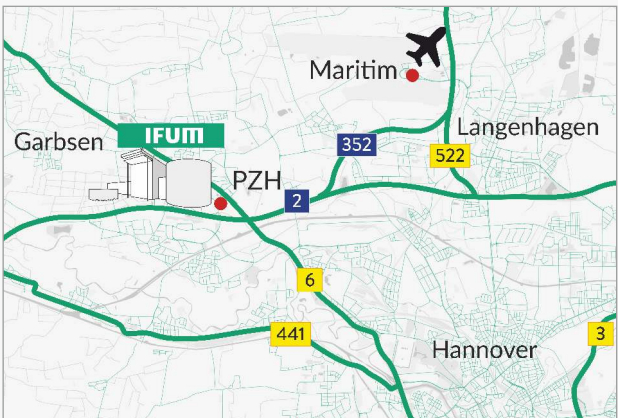 Maritim
352
Langenhagen
522
Garbsen
IFUM
PZH
2
6
441
Hannover
3